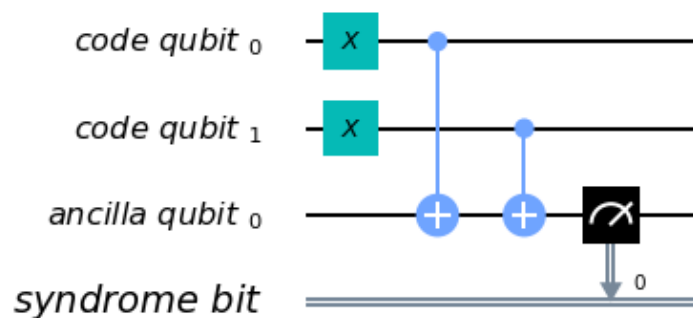 code qubit 0 X
code qubit 1 X
ancilla qubit 0
0
syndrome bit